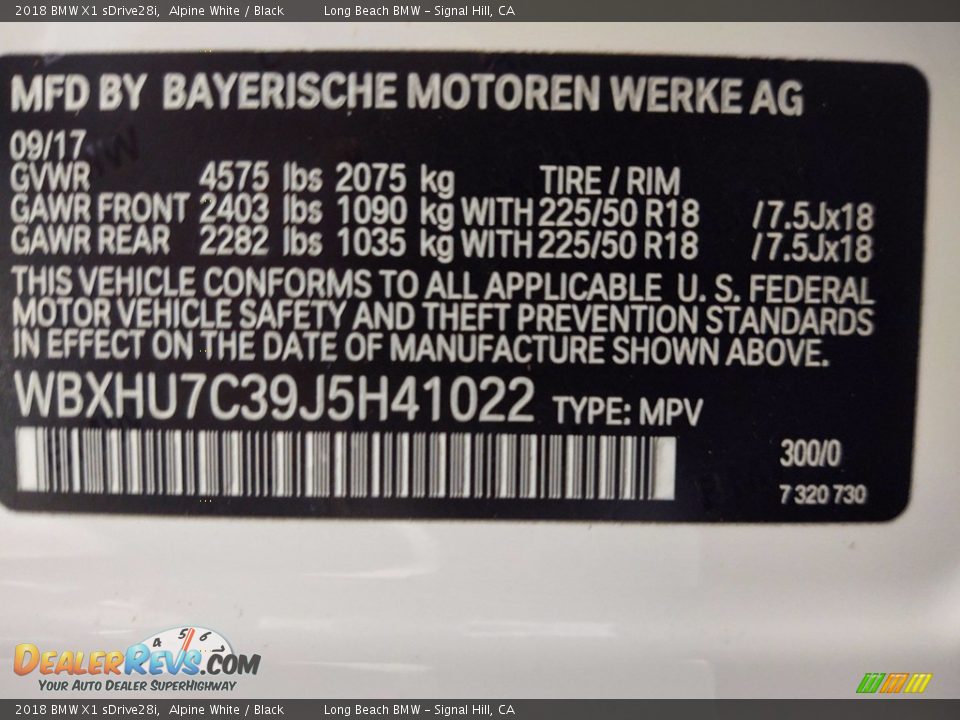 2018 BMW X1 sDrive28i, Alpine White / Black Long Beach BMW - Signal Hill, CA
MFD BY BAYERISCHE MOTOREN WERKE AG
09/17
GVWR 4575 lbs 2075 kg TIRE / RIM
GAWR FRONT 2403 lbs 1090 kg WITH 225/50 R18 /7.5Jx18
GAWR REAR 2282 lbs 1035 kg WITH 225/50 R18 /7.5Jx18
THIS VEHICLE CONFORMS TO ALL APPLICABLE U. S. FEDERAL
MOTOR VEHICLE SAFETY AND THEFT PREVENTION STANDARDS
IN EFFECT ON THE DATE OF MANUFACTURE SHOWN ABOVE.
WBXHU7C39J5H41022 TYPE: MPV
300/0
7 320 730
4 5 6
DEALERREVS.COM
YOUR AUTO DEALER SUPERHIGHWAY
2018 BMW X1 sDrive28i, Alpine White / Black Long Beach BMW - Signal Hill, CA